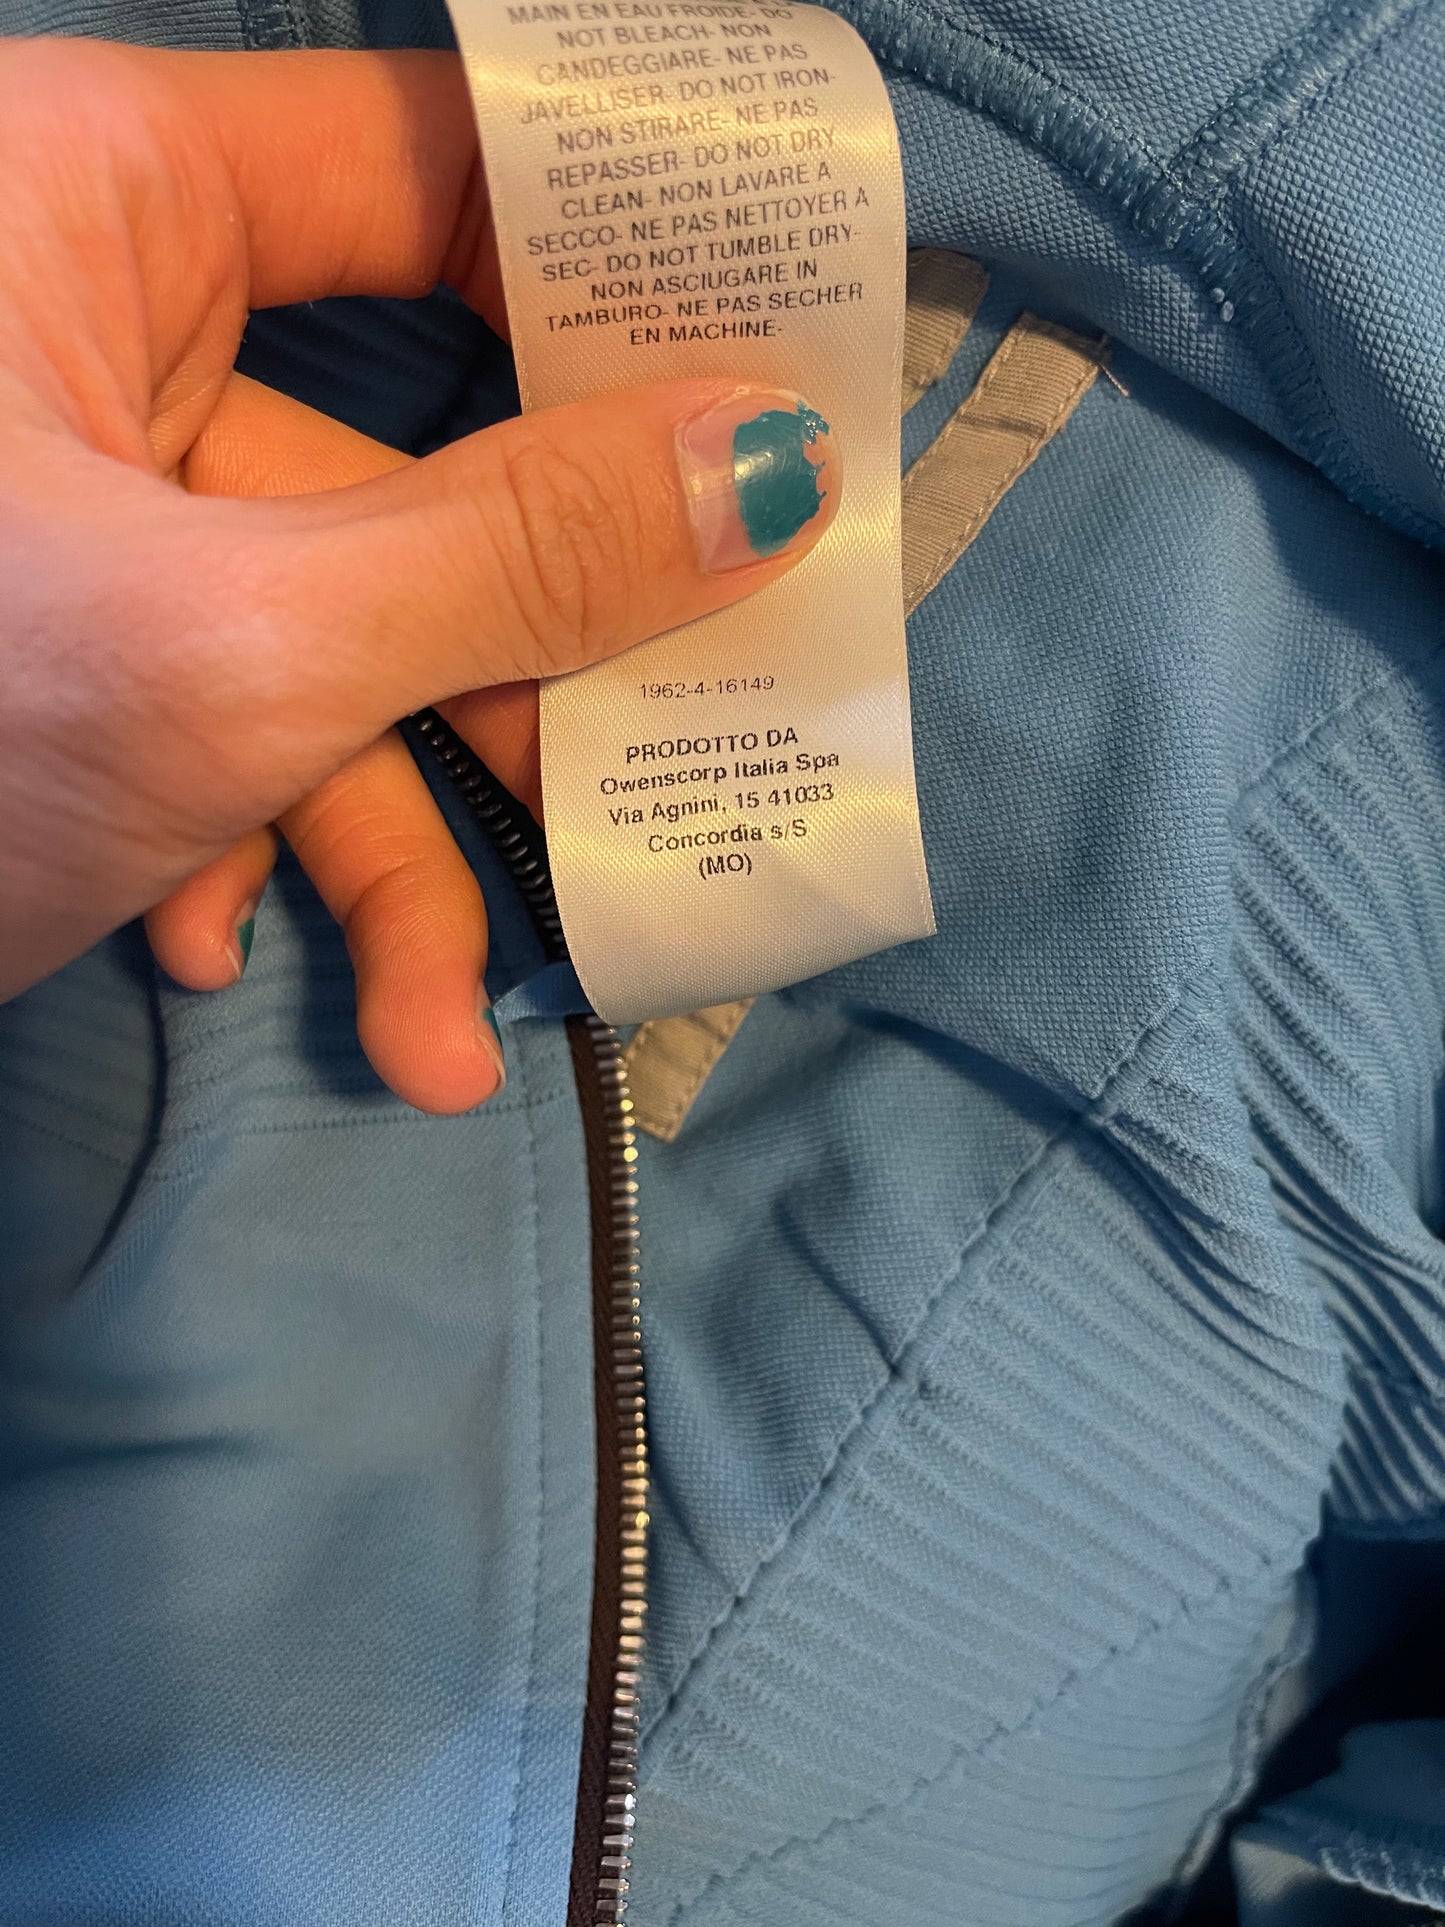 MAIN EN EAU FROIDE- DO
NOT BLEACH- NON
CANDEGGIARE- NE PAS
JAVELLISER- DO NOT IRON-
NON STIRARE- NE PAS
REPASSER- DO NOT DRY
CLEAN- NON LAVARE A
SECCO- NE PAS NETTOYER A
SEC- DO NOT TUMBLE DRY-
NON ASCIUGARE IN
TAMBURO- NE PAS SECHER
EN MACHINE-
1962-4-16149
PRODOTTO DA
Owenscorp Italia Spa
Via Agnini, 15 41033
Concordia s/S
(MO)